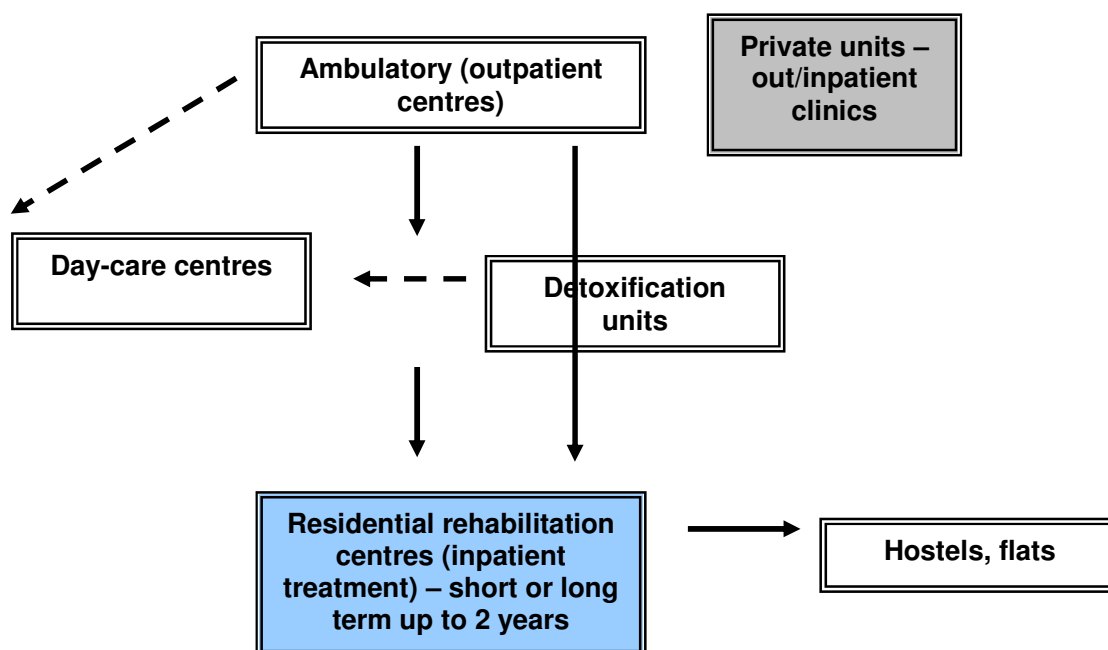 Ambulatory (outpatient
centres)
Private units –
out/inpatient
clinics
Day-care centres
Detoxification
units
Residential rehabilitation
centres (inpatient
treatment) – short or long
term up to 2 years
Hostels, flats